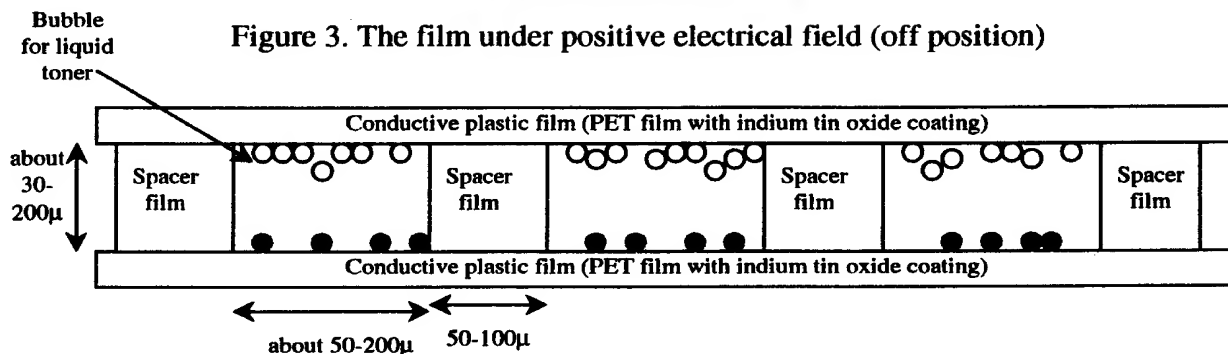 Bubble
for liquid
toner
Figure 3. The film under positive electrical field (off position)
Conductive plastic film (PET film with indium tin oxide coating)
about
30-
200μ
Spacer
film
Spacer
film
Spacer
film
Spacer
film
Conductive plastic film (PET film with indium tin oxide coating)
about 50-200μ
50-100μ